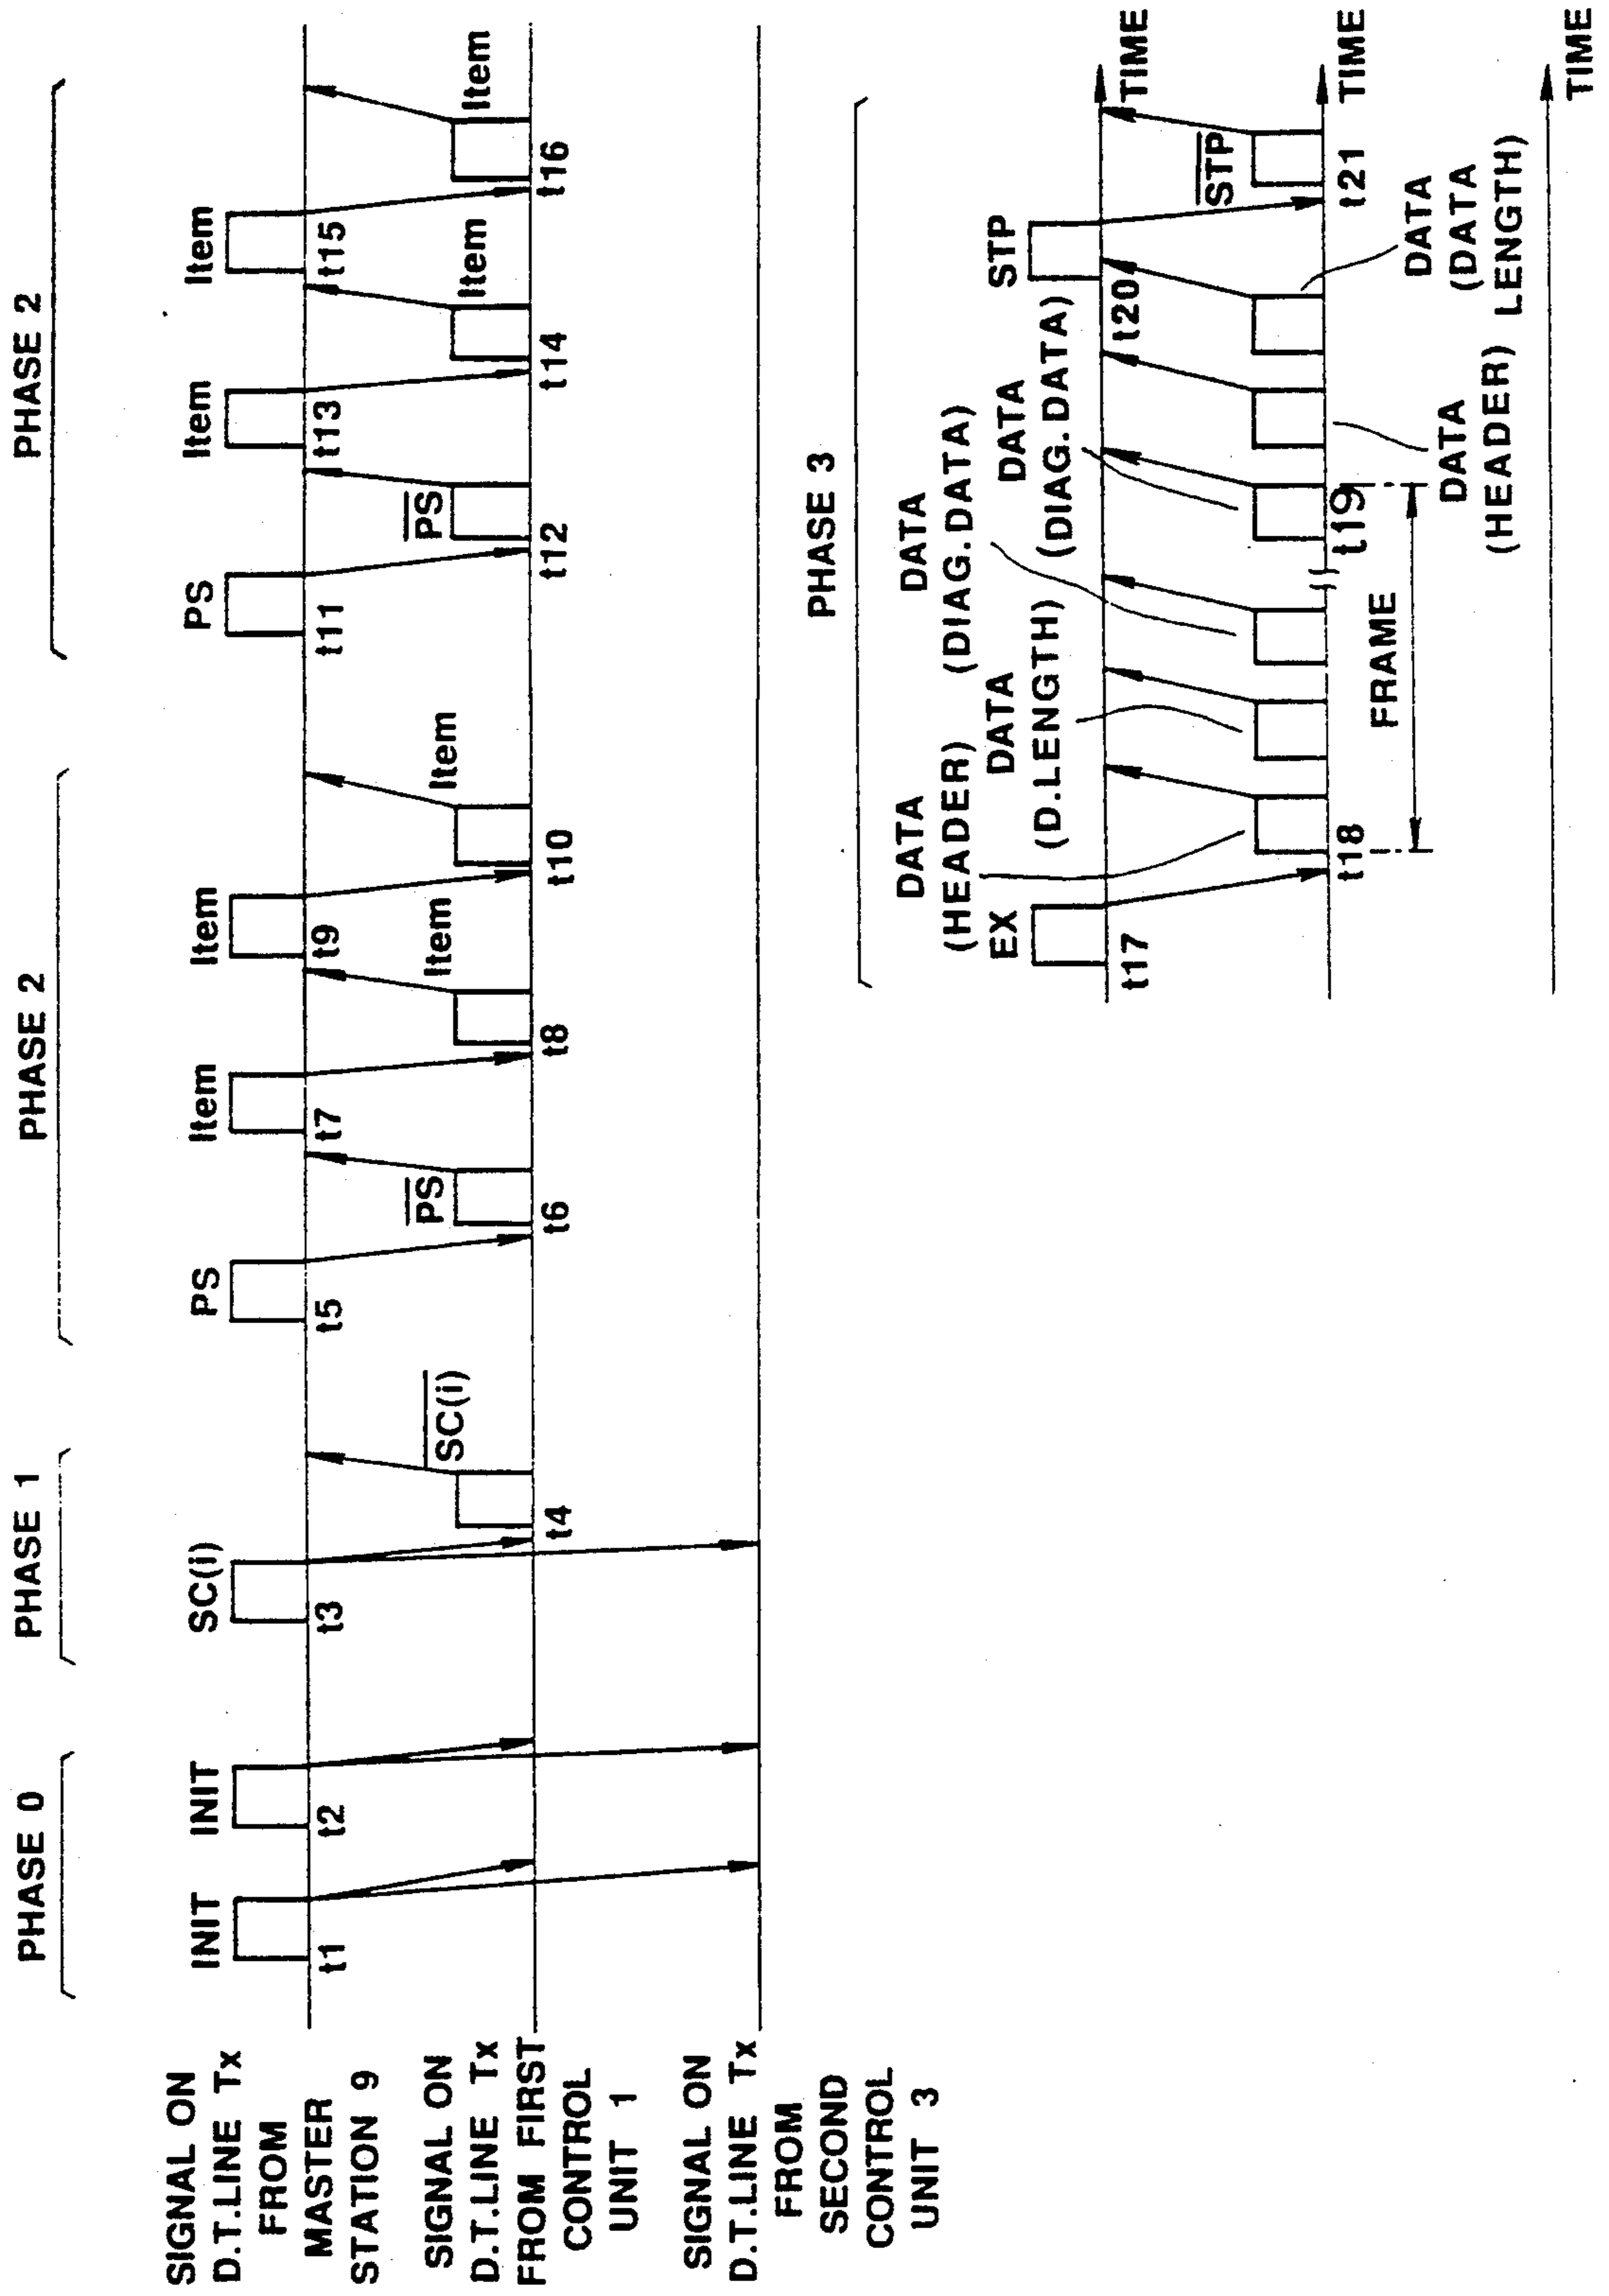 PHASE 0
PHASE 1
PHASE 2
PHASE 2
SIGNAL ON
D.T.LINE Tx
FROM
MASTER
STATION 9
INIT
INIT
SC(i)
PS
Item
Item
PS
Item
Item
t1
t2
t3
t5
t7
t9
t11
t13
t15
SIGNAL ON
D.T.LINE Tx
FROM FIRST
CONTROL
UNIT 1
S̅C̅(̅i̅)̅
P̅S̅
Item
Item
P̅S̅
Item
Item
t4
t6
t8
t10
t12
t14
t16
SIGNAL ON
D.T.LINE Tx
FROM
SECOND
CONTROL
UNIT 3
PHASE 3
DATA
(HEADER)
DATA
(D.LENGTH)
DATA
(DIAG.DATA)
DATA
(DIAG.DATA)
EX
STP
t17
t20
TIME
S̅T̅P̅
t18
t19
t21
TIME
FRAME
DATA
(HEADER)
DATA
(DATA
LENGTH)
TIME